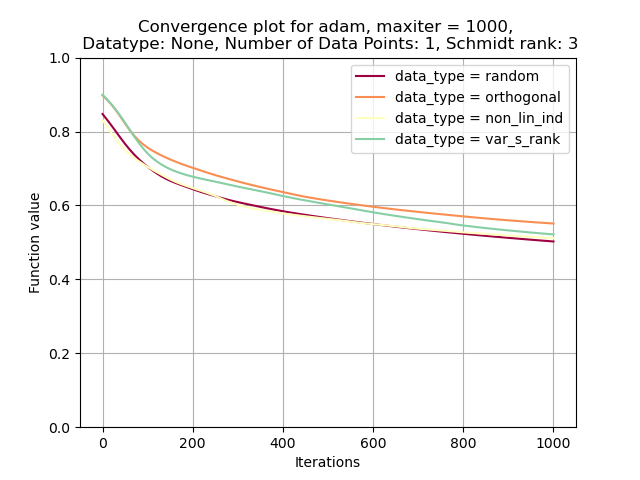 Convergence plot for adam, maxiter = 1000,
Datatype: None, Number of Data Points: 1, Schmidt rank: 3
1.0
0.8
0.6
0.4
0.2
0.0
Function value
data_type = random
data_type = orthogonal
data_type = non_lin_ind
data_type = var_s_rank
0 200 400 600 800 1000
Iterations